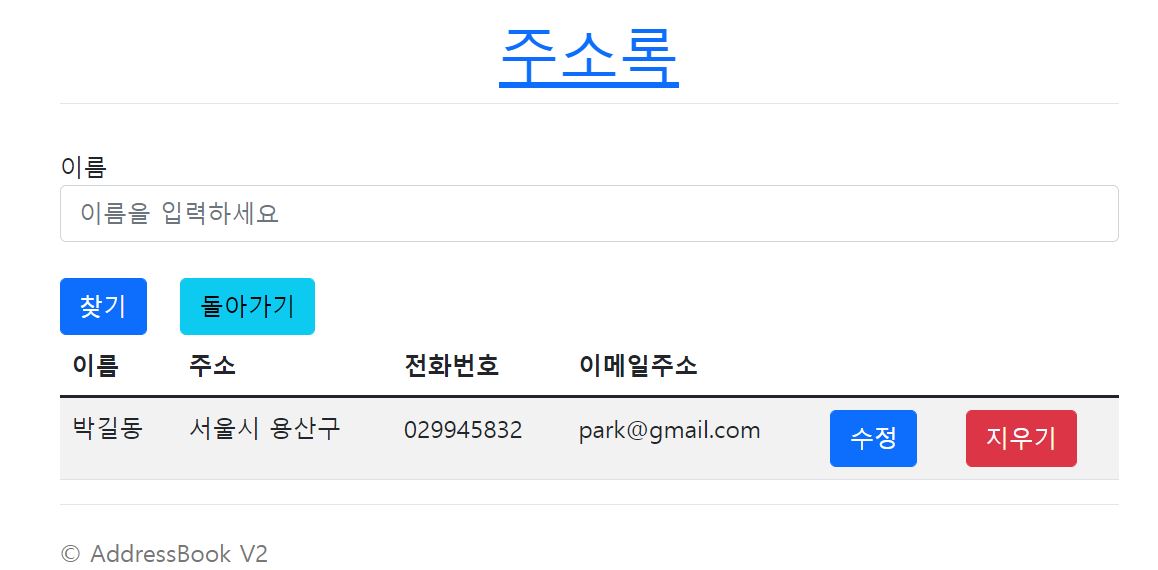 주소록
이름
이름을 입력하세요
찾기 돌아가기
이름 주소 전화번호 이메일주소
박길동 서울시 용산구 029945832 park@gmail.com 수정 지우기
© AddressBook V2